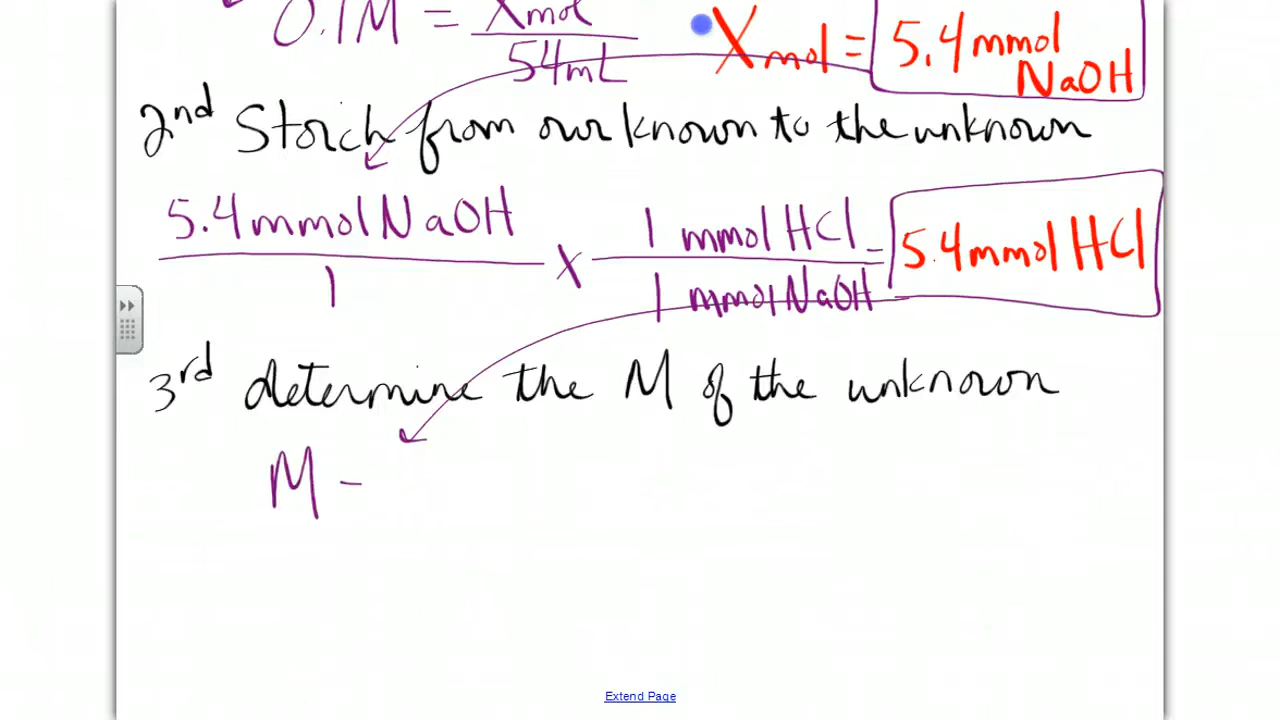 0.1M = Xmol / 54mL Xmol = 5.4mmol NaOH
2nd Stoich from our known to the unknown
5.4mmol NaOH / 1 x 1 mmol HCl / 1 mmol NaOH = 5.4mmol HCl
3rd determine the M of the unknown
M -
Extend Page